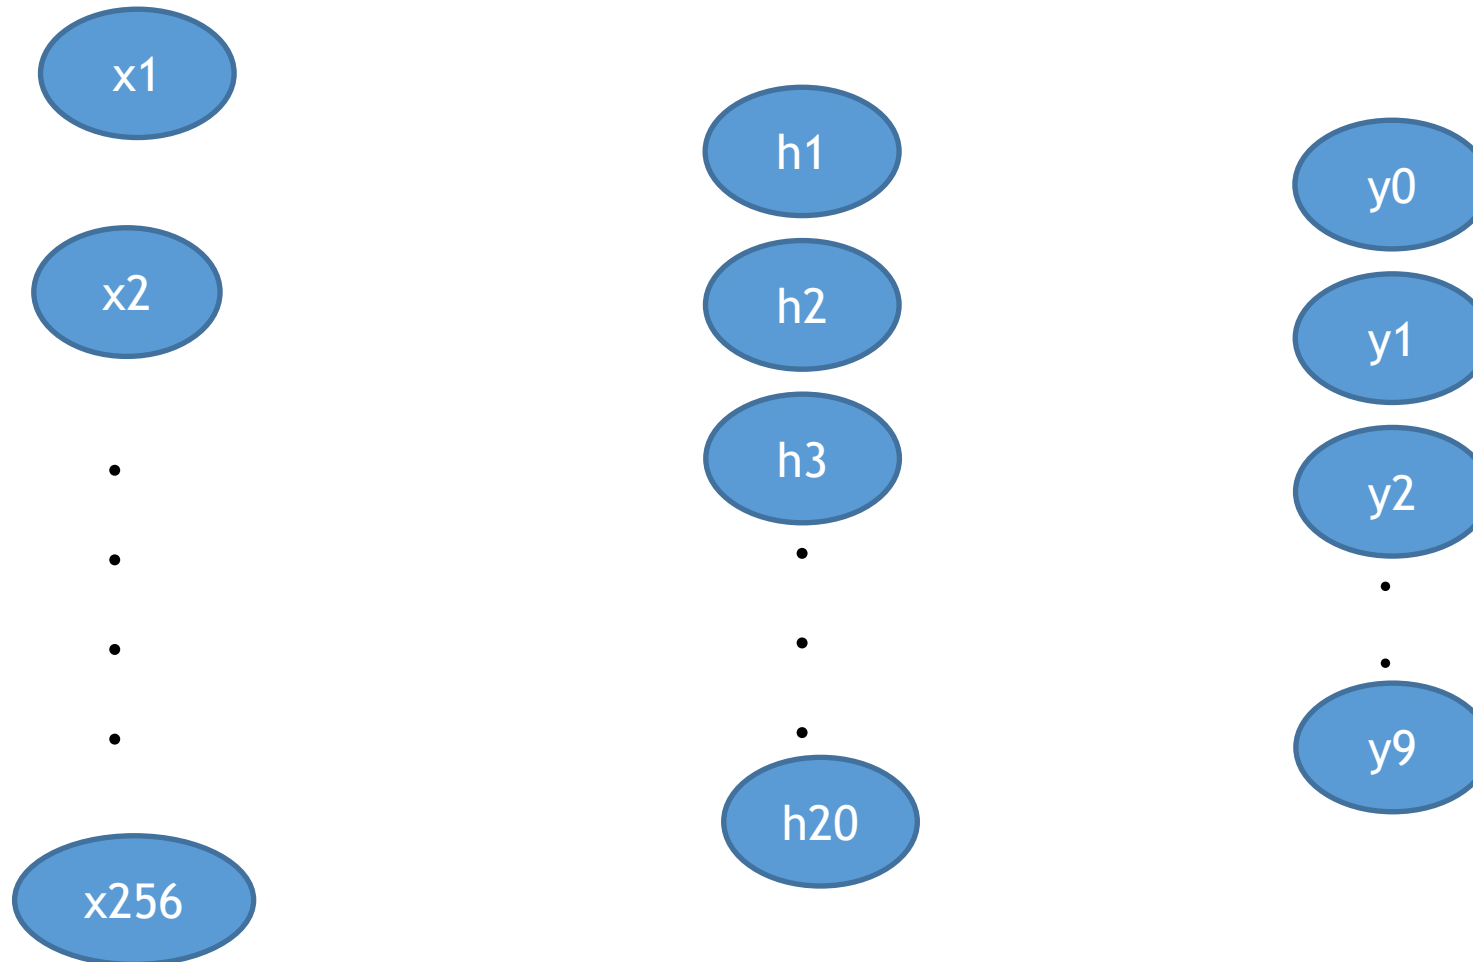 x1
x2
.
.
.
.
x256
h1
h2
h3
.
.
.
h20
y0
y1
y2
.
.
y9